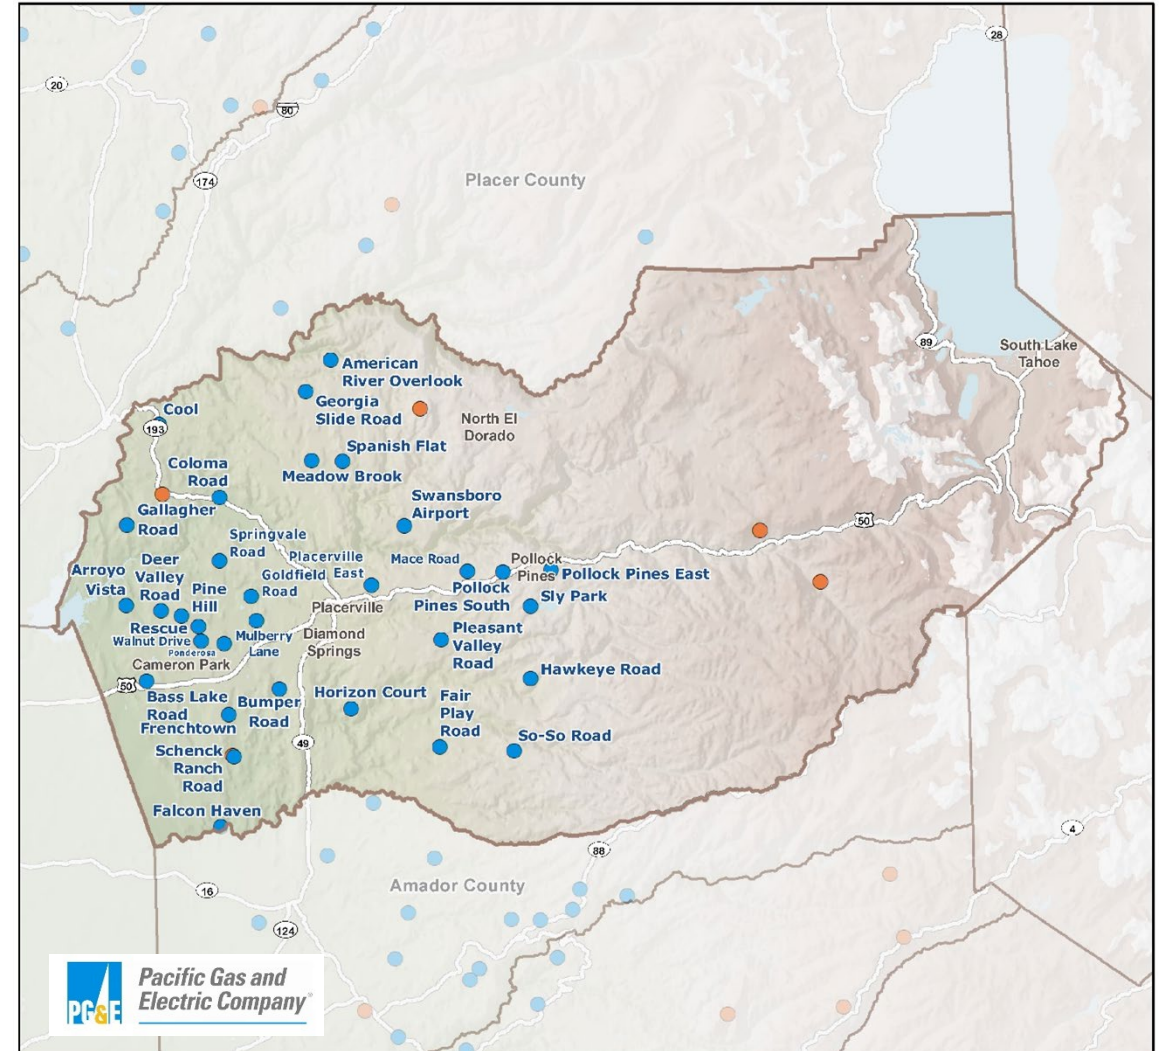 28
20
80
174
Placer County
89
South Lake
Tahoe
American
River Overlook
Georgia
Slide Road
Cool
193
North El
Dorado
Spanish Flat
Meadow Brook
Coloma
Road
Swansboro
Airport
Gallagher
Road
50
Springvale
Road
Deer
Valley
Road
Placerville
East
Mace Road
Pollock
Pines
Pollock Pines East
Arroyo
Vista
Pine
Hill
Goldfield
Road
Pollock
Pines South
Sly Park
Placerville
Rescue
Walnut Drive
Ponderosa
Mulberry
Lane
Diamond
Springs
Pleasant
Valley
Road
Cameron Park
50
Hawkeye Road
Bass Lake
Road
Bumper
Road
Horizon Court
Fair
Play
Road
Frenchtown
So-So Road
49
Schenck
Ranch
Road
Falcon Haven
4
88
16
Amador County
124
PG&E
Pacific Gas and
Electric Company®